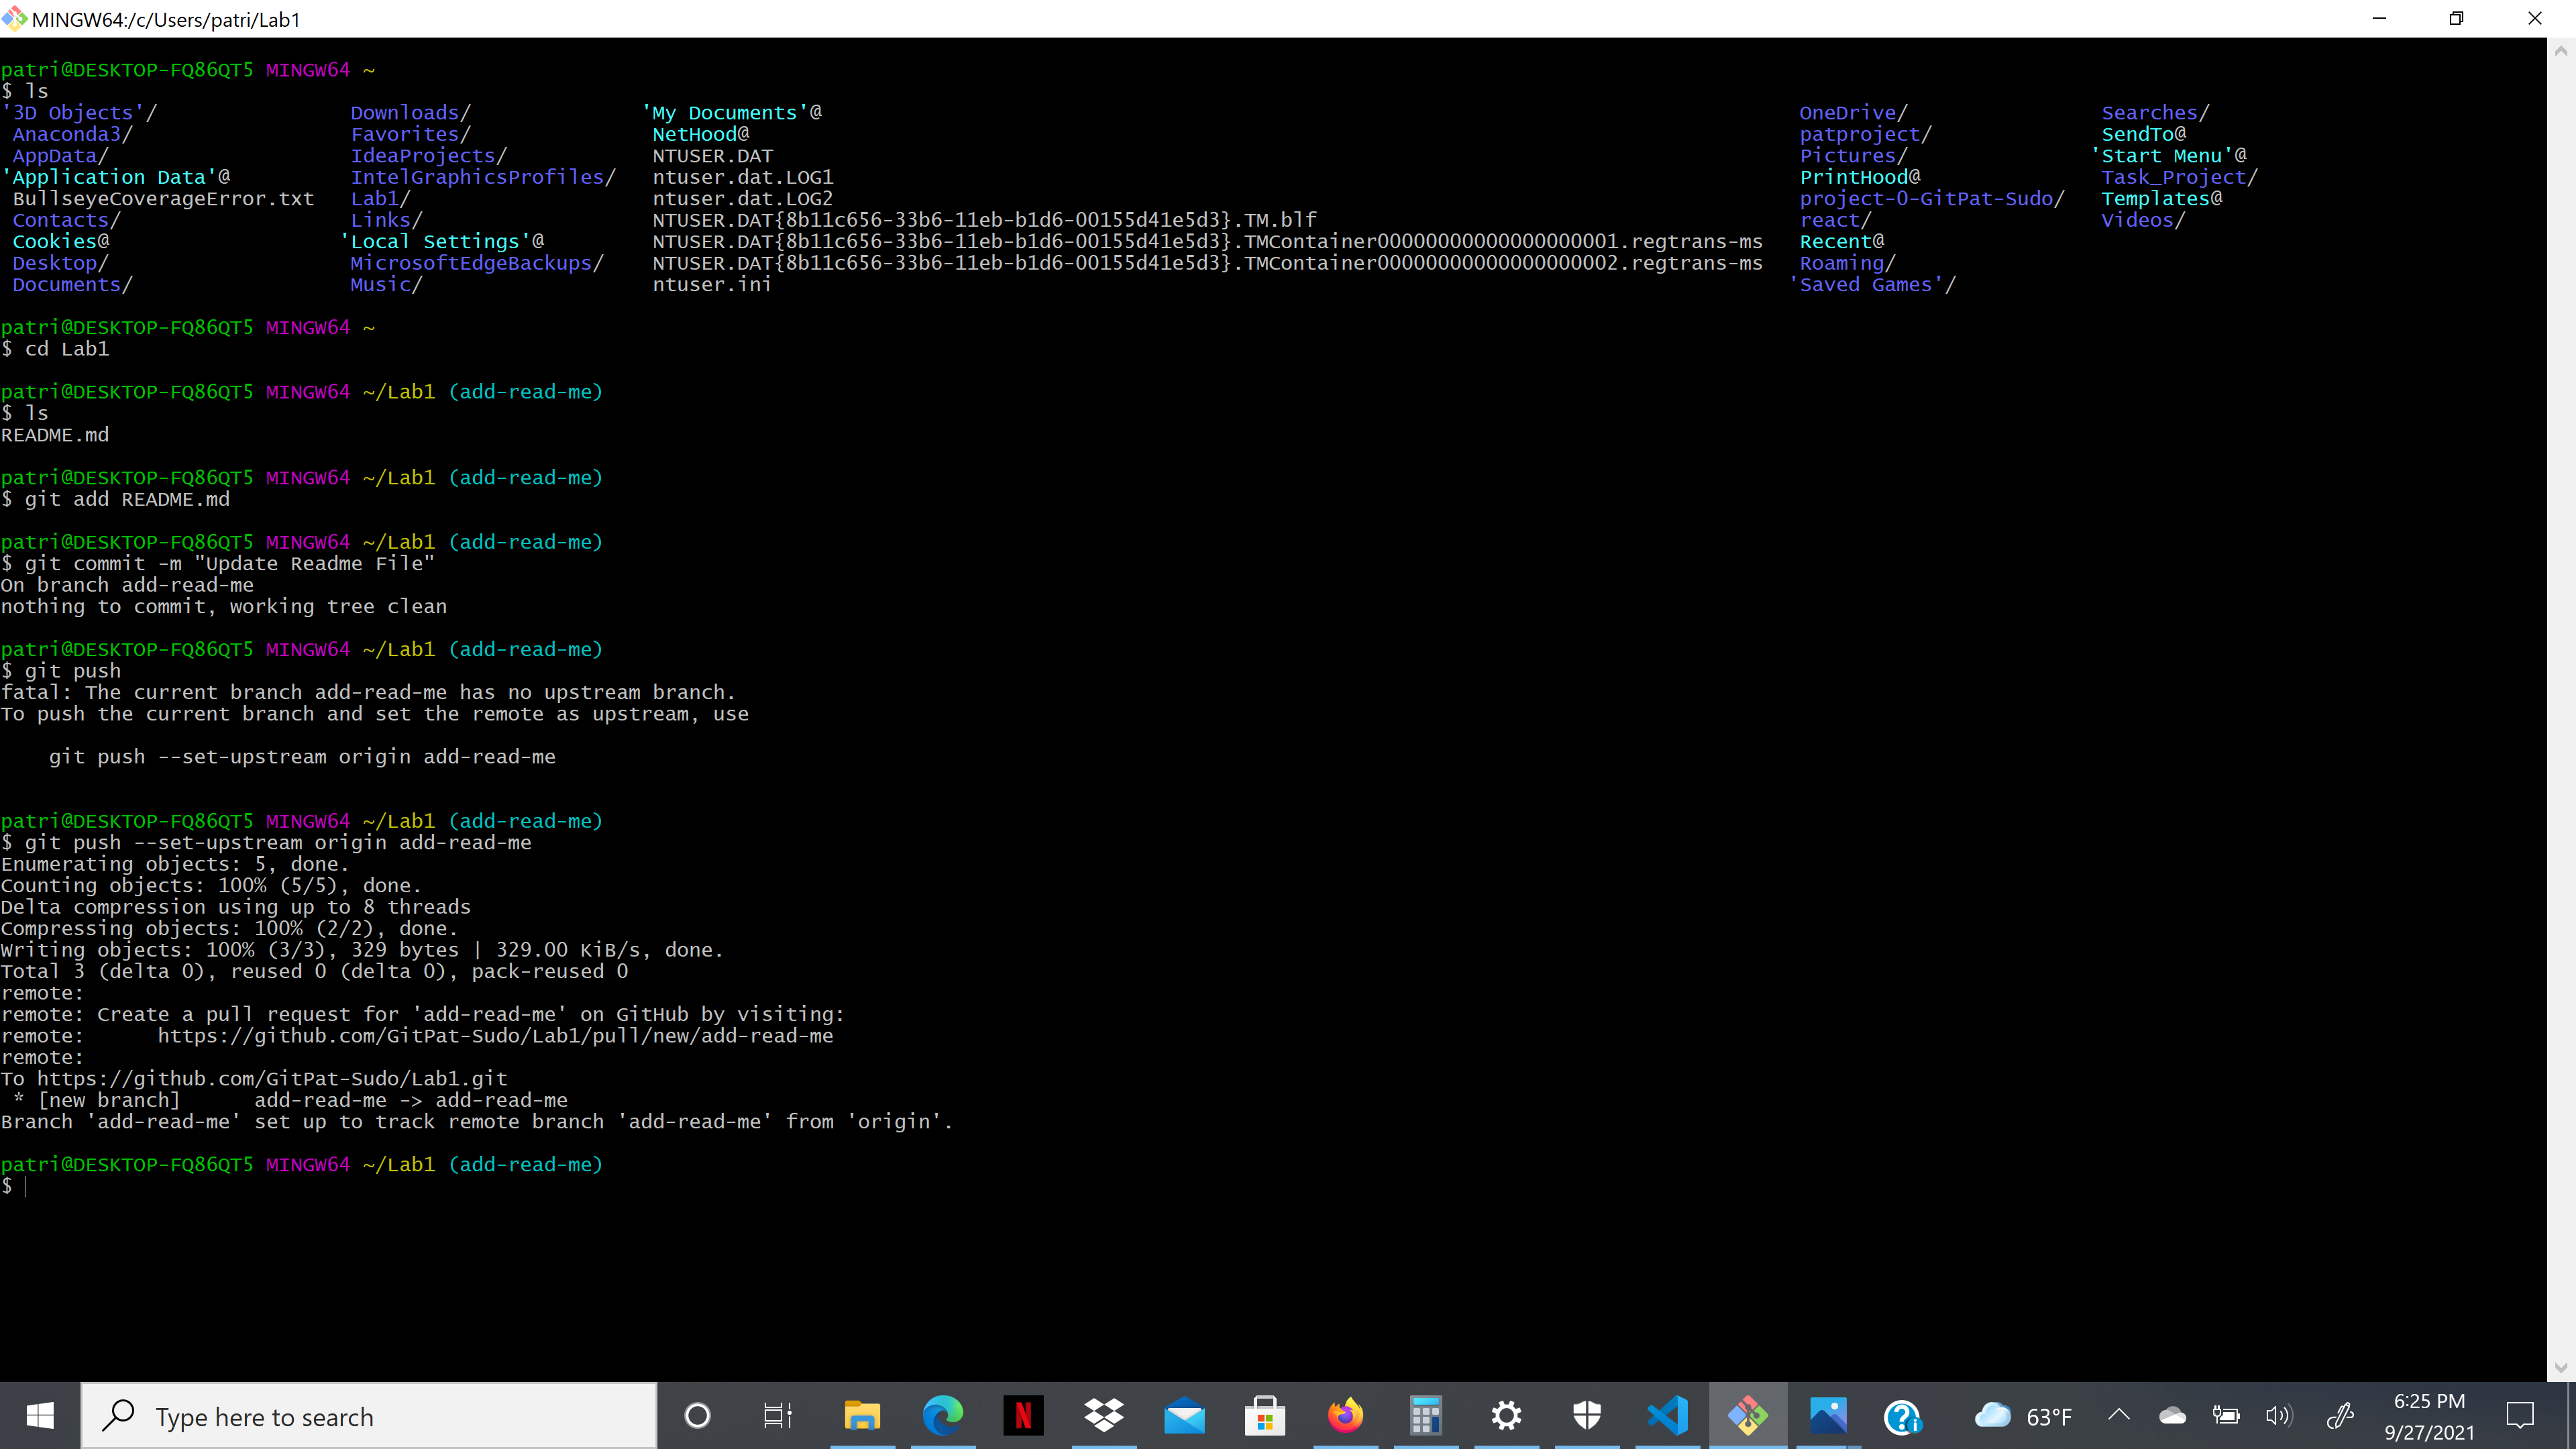 MINGW64:/c/Users/patri/Lab1
patri@DESKTOP-FQ86QT5 MINGW64 ~
$ ls
'3D Objects'/ Downloads/ 'My Documents'@ OneDrive/ Searches/
Anaconda3/ Favorites/ NetHood@ patproject/ SendTo@
AppData/ IdeaProjects/ NTUSER.DAT Pictures/ 'Start Menu'@
'Application Data'@ IntelGraphicsProfiles/ ntuser.dat.LOG1 PrintHood@ Task_Project/
BullseyeCoverageError.txt Lab1/ ntuser.dat.LOG2 project-0-GitPat-Sudo/ Templates@
Contacts/ Links/ NTUSER.DAT{8b11c656-33b6-11eb-b1d6-00155d41e5d3}.TM.blf react/ Videos/
Cookies@ 'Local Settings'@ NTUSER.DAT{8b11c656-33b6-11eb-b1d6-00155d41e5d3}.TMContainer00000000000000000001.regtrans-ms Recent@
Desktop/ MicrosoftEdgeBackups/ NTUSER.DAT{8b11c656-33b6-11eb-b1d6-00155d41e5d3}.TMContainer00000000000000000002.regtrans-ms Roaming/
Documents/ Music/ ntuser.ini 'Saved Games'/
patri@DESKTOP-FQ86QT5 MINGW64 ~
$ cd Lab1
patri@DESKTOP-FQ86QT5 MINGW64 ~/Lab1 (add-read-me)
$ ls
README.md
patri@DESKTOP-FQ86QT5 MINGW64 ~/Lab1 (add-read-me)
$ git add README.md
patri@DESKTOP-FQ86QT5 MINGW64 ~/Lab1 (add-read-me)
$ git commit -m "Update Readme File"
On branch add-read-me
nothing to commit, working tree clean
patri@DESKTOP-FQ86QT5 MINGW64 ~/Lab1 (add-read-me)
$ git push
fatal: The current branch add-read-me has no upstream branch.
To push the current branch and set the remote as upstream, use
git push --set-upstream origin add-read-me
patri@DESKTOP-FQ86QT5 MINGW64 ~/Lab1 (add-read-me)
$ git push --set-upstream origin add-read-me
Enumerating objects: 5, done.
Counting objects: 100% (5/5), done.
Delta compression using up to 8 threads
Compressing objects: 100% (2/2), done.
Writing objects: 100% (3/3), 329 bytes | 329.00 KiB/s, done.
Total 3 (delta 0), reused 0 (delta 0), pack-reused 0
remote:
remote: Create a pull request for 'add-read-me' on GitHub by visiting:
remote: https://github.com/GitPat-Sudo/Lab1/pull/new/add-read-me
remote:
To https://github.com/GitPat-Sudo/Lab1.git
* [new branch] add-read-me -> add-read-me
Branch 'add-read-me' set up to track remote branch 'add-read-me' from 'origin'.
patri@DESKTOP-FQ86QT5 MINGW64 ~/Lab1 (add-read-me)
$
Type here to search
N
63°F
6:25 PM
9/27/2021